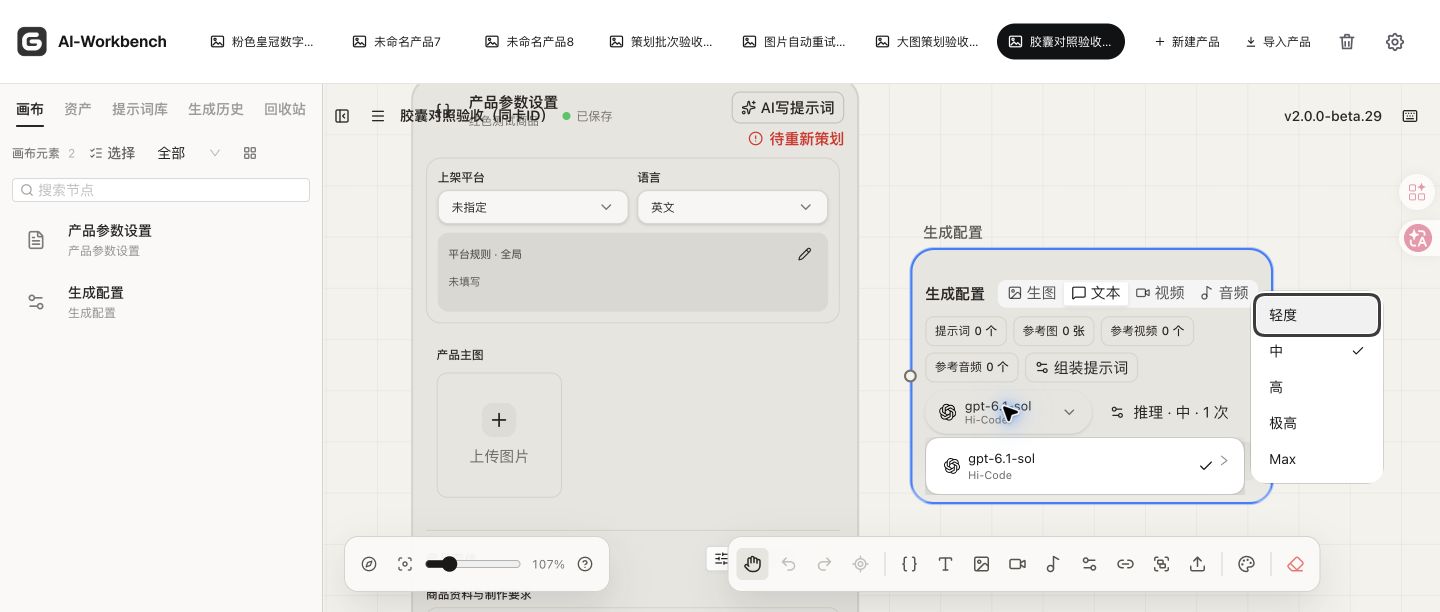 AI-Workbench
粉色皇冠数字...
未命名产品7
未命名产品8
策划批次验收...
图片自动重试...
大图策划验收...
胶囊对照验收...
新建产品
导入产品
画布
资产
提示词库
生成历史
回收站
画布元素 2
选择
全部
搜索节点
产品参数设置
产品参数设置
生成配置
生成配置
胶囊对照验收（同卡ID）
已保存
v2.0.0-beta.29
产品参数设置
AI写提示词
待重新策划
上架平台
语言
未指定
英文
平台规则 · 全局
未填写
产品主图
上传图片
商品资料与制作要求
生成配置
生成配置
生图
文本
视频
音频
提示词 0 个
参考图 0 张
参考视频 0 个
参考音频 0 个
组装提示词
gpt-6.1-sol
Hi-Code
推理 · 中 · 1 次
gpt-6.1-sol
Hi-Code
轻度
中
高
极高
Max
107%